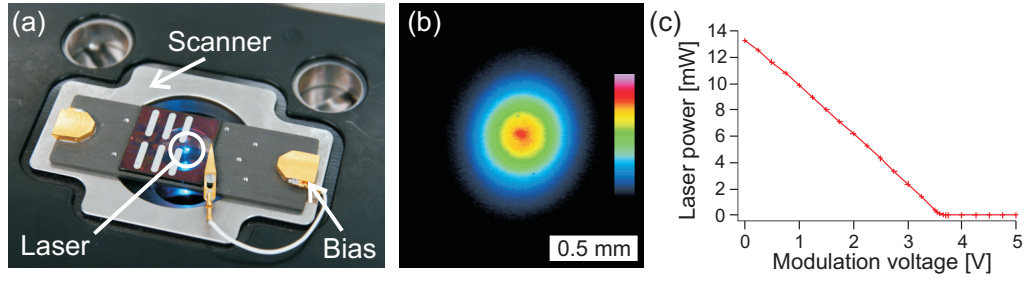 (a)
Scanner
Laser
Bias
(b)
0.5 mm
(c)
Laser power [mW]
14
12
10
8
6
4
2
0
0
1
2
3
4
5
Modulation voltage [V]